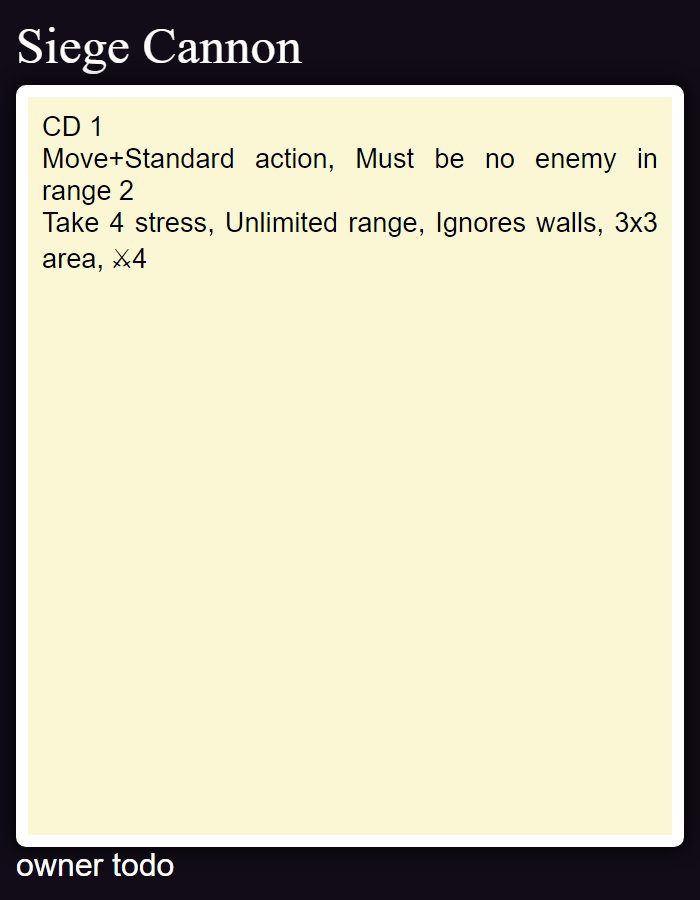 Siege Cannon
CD 1
Move+Standard action, Must be no enemy in
range 2
Take 4 stress, Unlimited range, Ignores walls, 3x3
area, ⚔4
owner todo